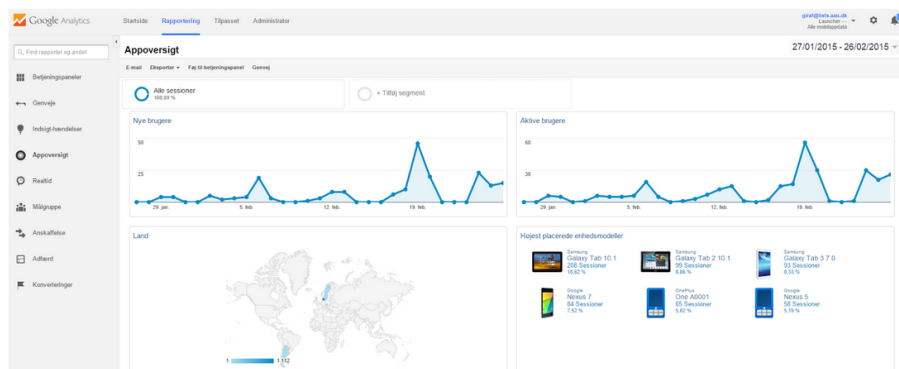 Google Analytics
Startside Rapportering Tilpasset Administrator
giraf@lists.aau.dk
Launcher - -
Alle mobilappdata
Find rapporter og andet
Betjeningspaneler
Genveje
Indsigt-hændelser
Appoversigt
Realtid
Målgruppe
Anskaffelse
Adfærd
Konverteringer
Appoversigt
27/01/2015 - 26/02/2015
E-mail Eksporter Føj til betjeningspanel Genvej
Alle sessioner
100,00 %
+ Tilføj segment
Nye brugere
50
25
29. jan. 5. feb. 12. feb. 19. feb.
Aktive brugere
60
30
29. jan. 5. feb. 12. feb. 19. feb.
Land
1 1.112
Højest placerede enhedsmodeller
Samsung
Galaxy Tab 10.1
208 Sessioner
18,62 %
Samsung
Galaxy Tab 2 10.1
99 Sessioner
8,86 %
Samsung
Galaxy Tab 3 7.0
93 Sessioner
8,33 %
Google
Nexus 7
84 Sessioner
7,52 %
OnePlus
One A0001
65 Sessioner
5,82 %
Google
Nexus 5
58 Sessioner
5,19 %